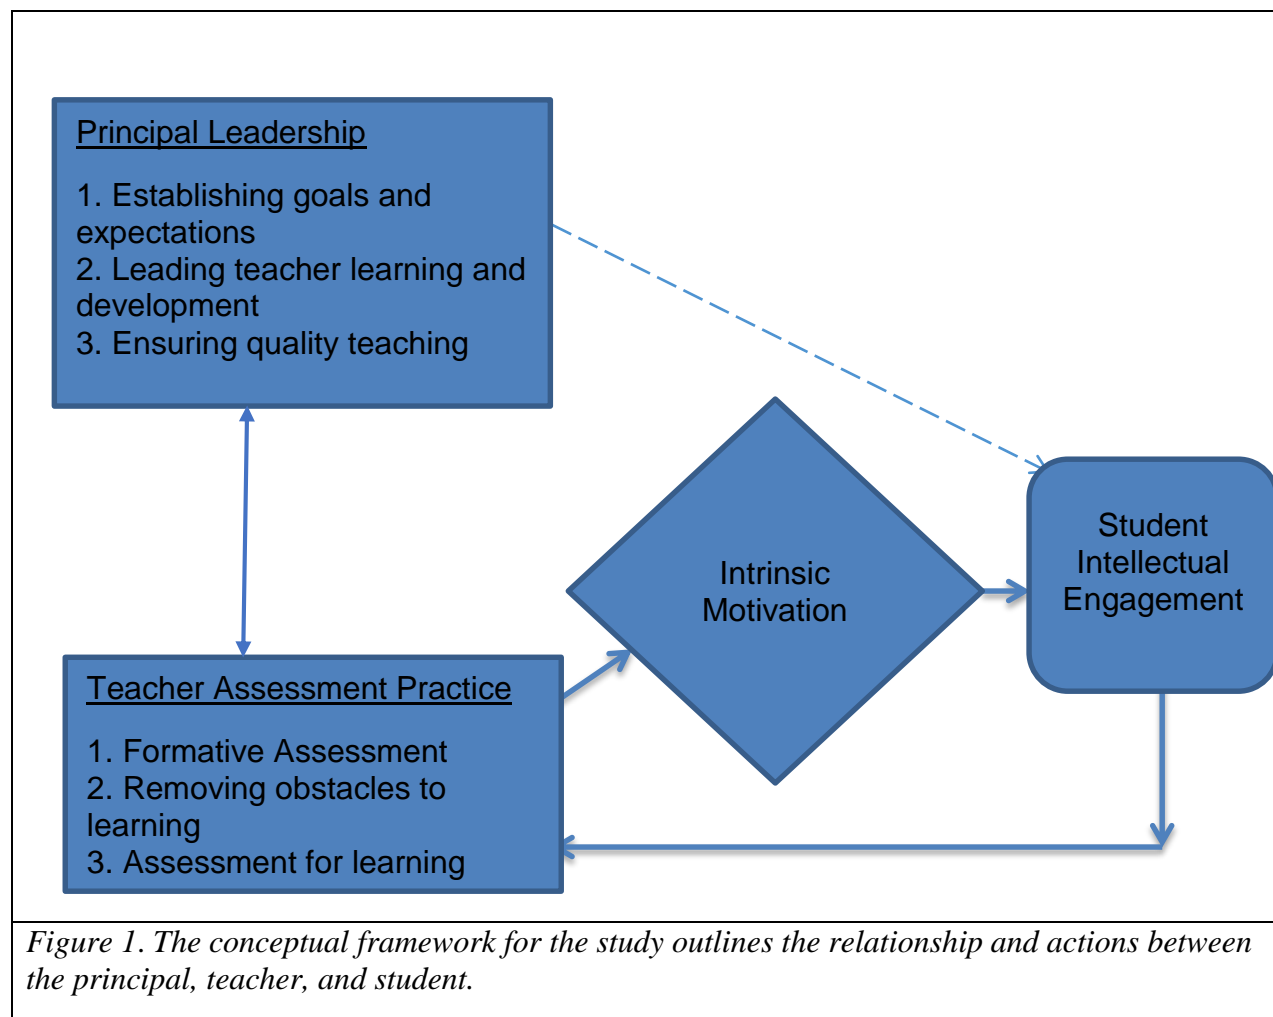 Principal Leadership
1. Establishing goals and
expectations
2. Leading teacher learning and
development
3. Ensuring quality teaching
Intrinsic
Motivation
Student
Intellectual
Engagement
Teacher Assessment Practice
1. Formative Assessment
2. Removing obstacles to
learning
3. Assessment for learning
Figure 1. The conceptual framework for the study outlines the relationship and actions between
the principal, teacher, and student.